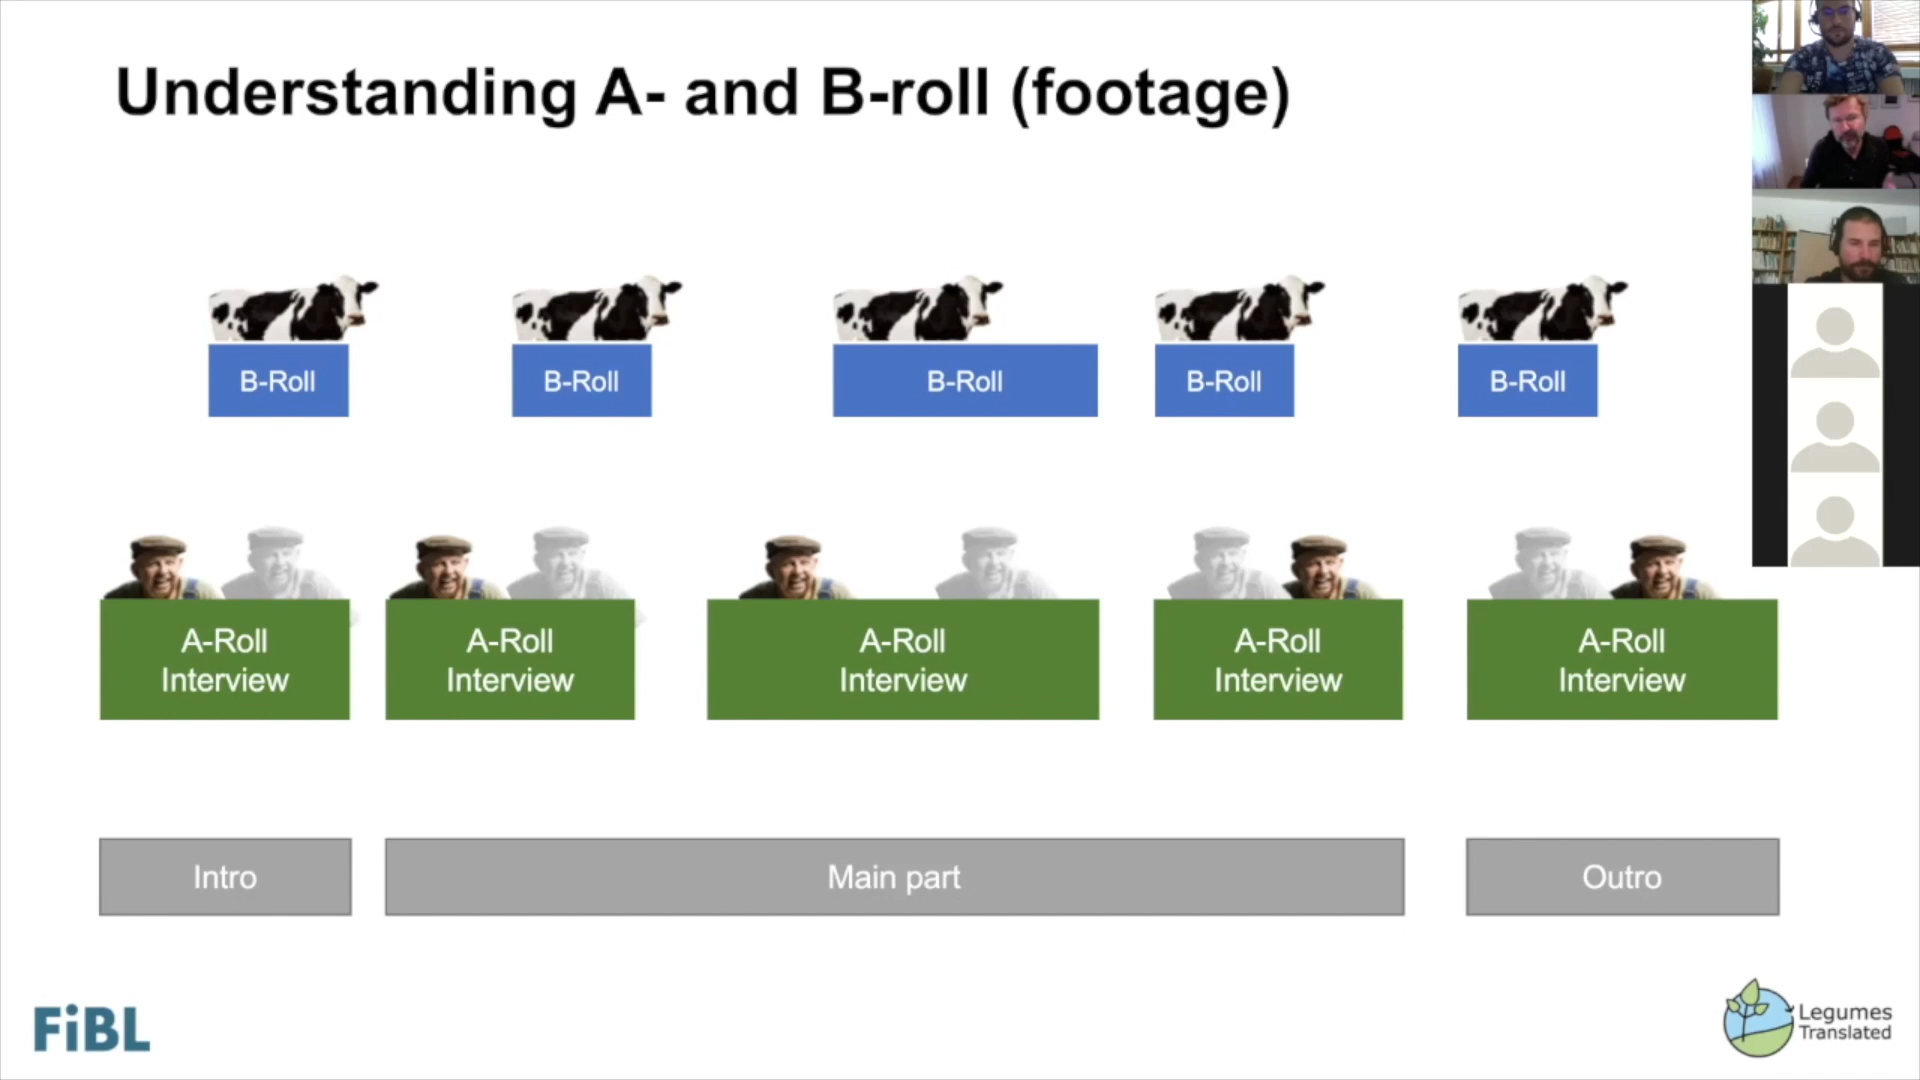 Understanding A- and B-roll (footage)
B-Roll
B-Roll
B-Roll
B-Roll
B-Roll
A-Roll
Interview
A-Roll
Interview
A-Roll
Interview
A-Roll
Interview
A-Roll
Interview
Intro
Main part
Outro
FiBL
Legumes
Translated